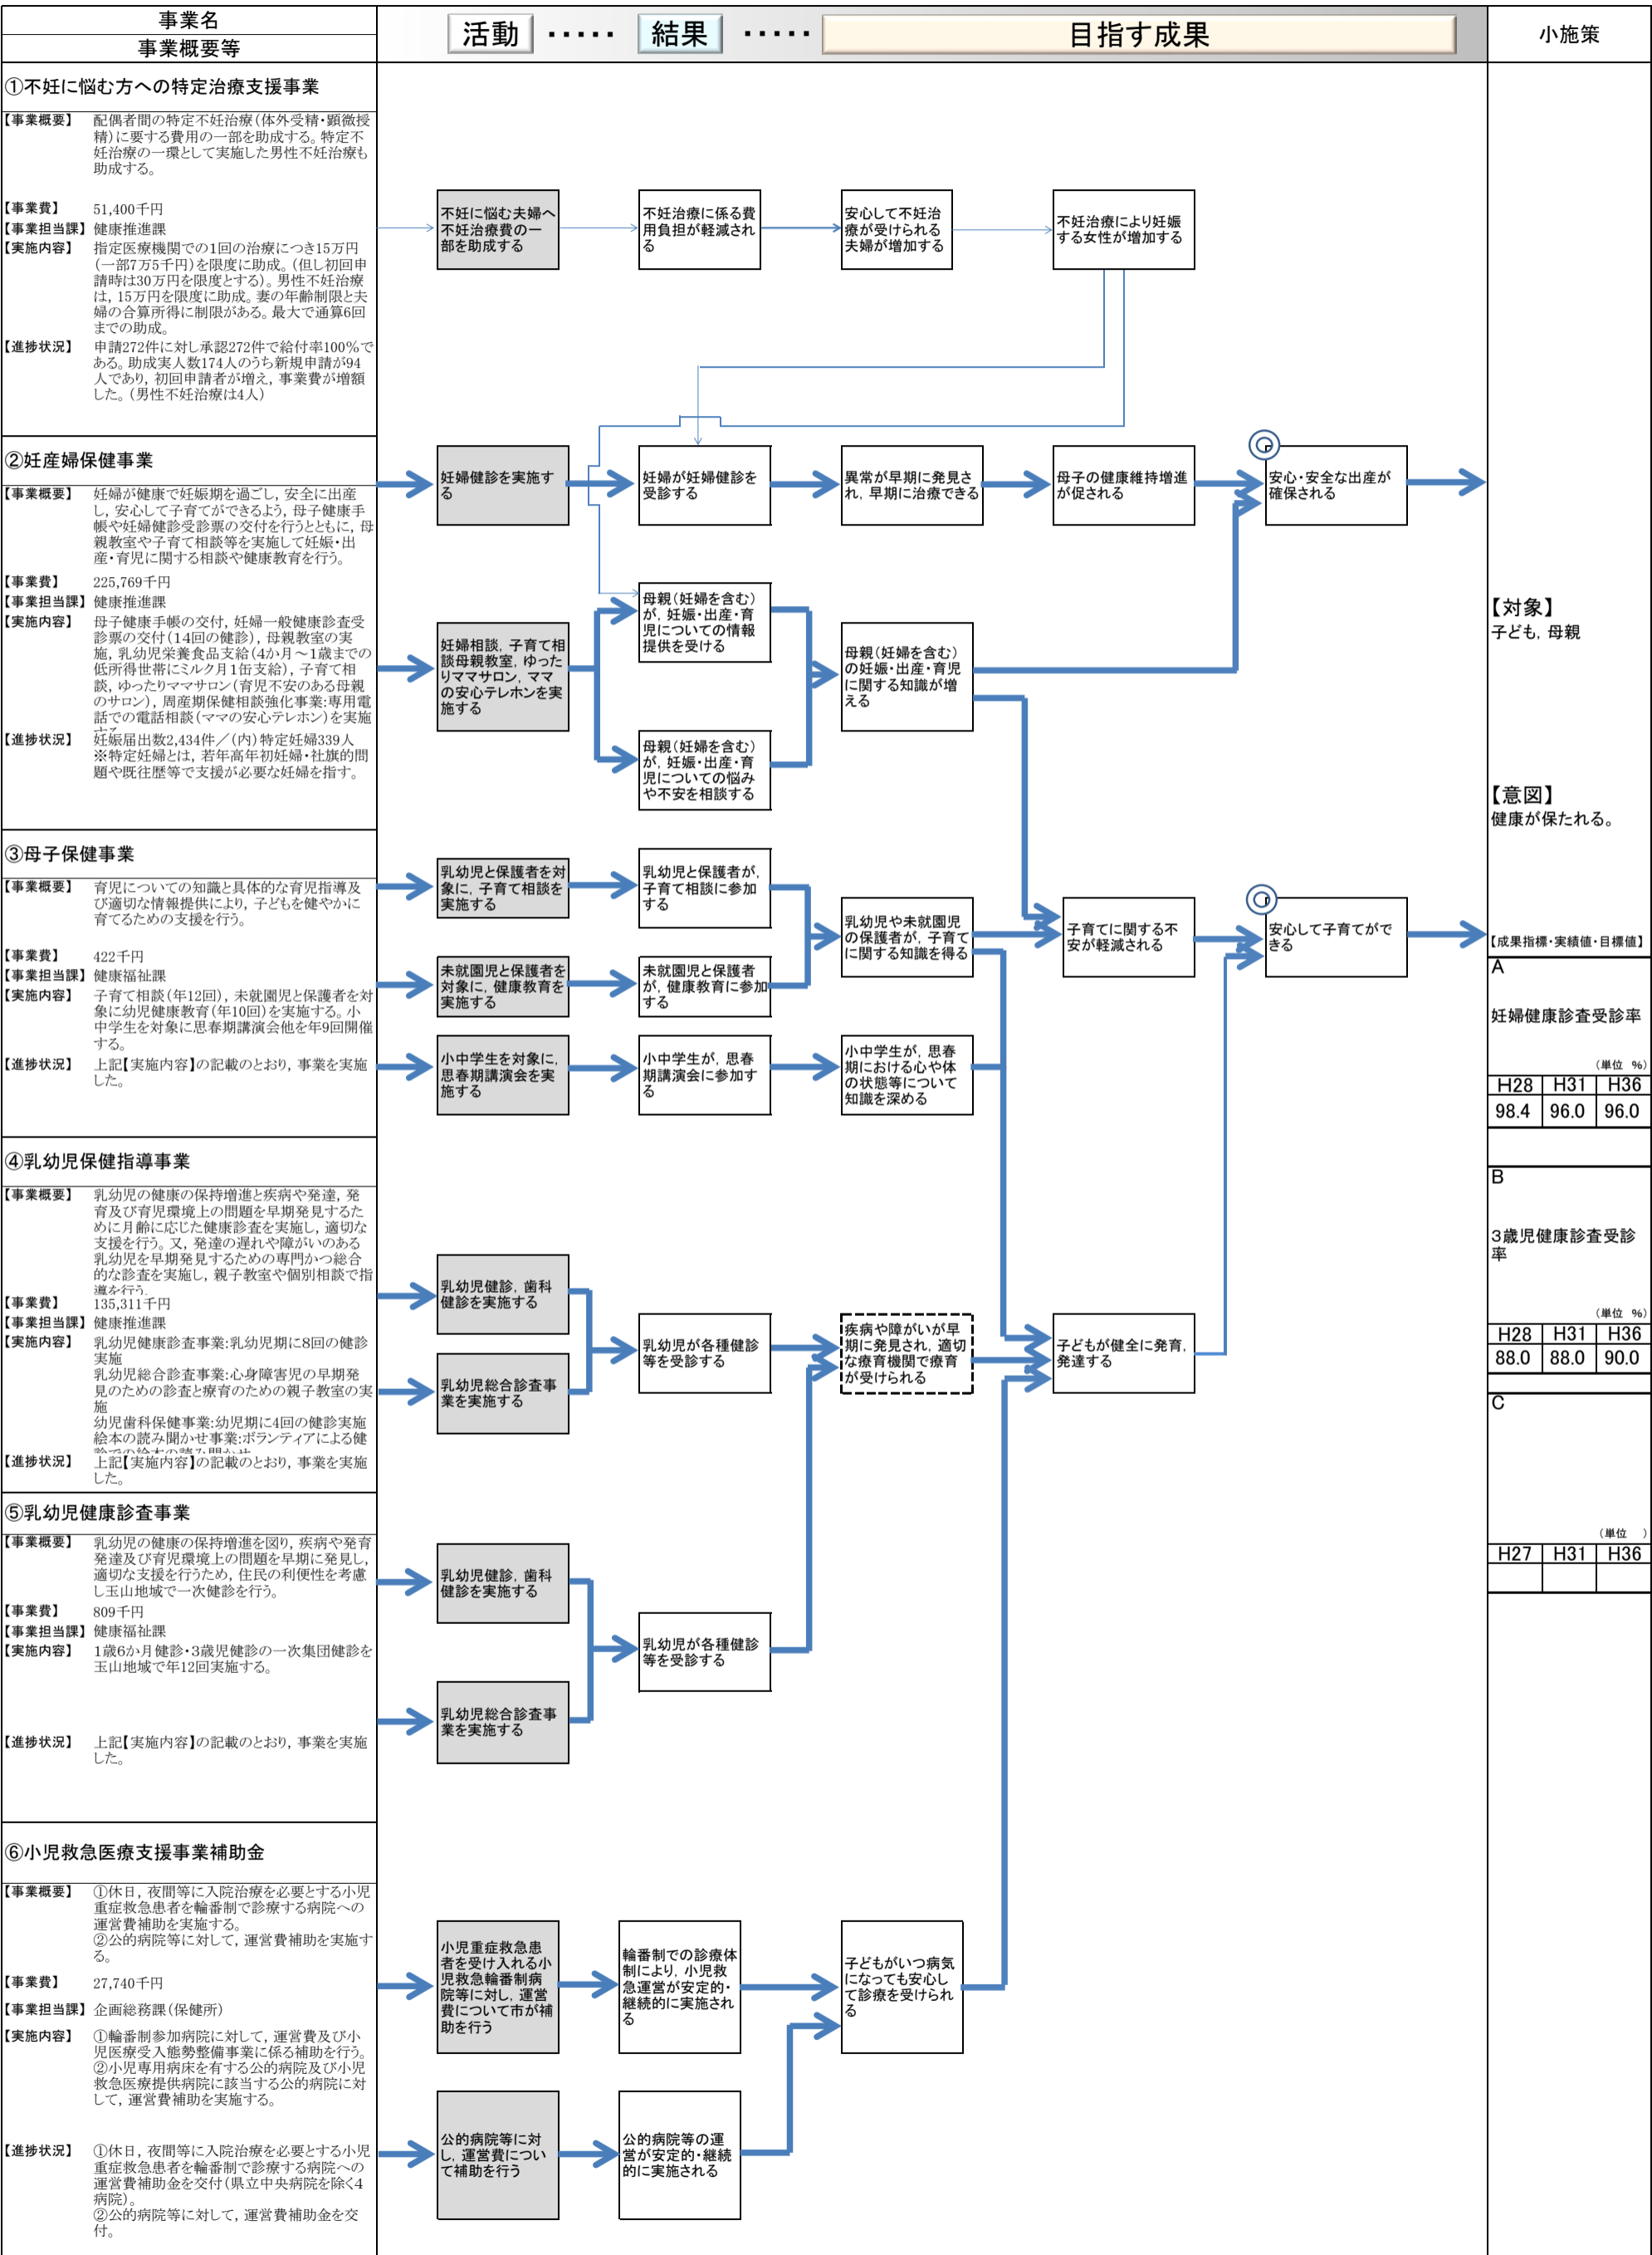 事業名
事業概要等
活動 ‥‥‥ 結果 ‥‥‥ 目指す成果
小施策
①不妊に悩む方への特定治療支援事業
【事業概要】 配偶者間の特定不妊治療(体外受精・顕微授
精)に要する費用の一部を助成する。特定不
妊治療の一環として実施した男性不妊治療も
助成する。
【事業費】 51,400千円
【事業担当課】 健康推進課
【実施内容】 指定医療機関での1回の治療につき15万円
(一部7万5千円)を限度に助成。(但し初回申
請時は30万円を限度とする)。男性不妊治療
は,15万円を限度に助成。妻の年齢制限と夫
婦の合算所得に制限がある。最大で通算6回
までの助成。
【進捗状況】 申請272件に対し承認272件で給付率100%で
ある。助成実人数174人のうち新規申請が94
人であり,初回申請者が増え,事業費が増額
した。(男性不妊治療は4人)
不妊に悩む夫婦へ
不妊治療費の一
部を助成する
不妊治療に係る費
用負担が軽減され
る
安心して不妊治
療が受けられる
夫婦が増加する
不妊治療により妊娠
する女性が増加する
②妊産婦保健事業
【事業概要】 妊婦が健康で妊娠期を過ごし,安全に出産
し,安心して子育てができるよう,母子健康手
帳や妊婦健診受診票の交付を行うとともに,母
親教室や子育て相談等を実施して妊娠・出
産・育児に関する相談や健康教育を行う。
【事業費】 225,769千円
【事業担当課】 健康推進課
【実施内容】 母子健康手帳の交付,妊婦一般健康診査受
診票の交付(14回の健診),母親教室の実
施,乳幼児栄養食品支給(4か月~1歳までの
低所得世帯にミルク月1缶支給),子育て相
談,ゆったりママサロン(育児不安のある母親
のサロン),周産期保健相談強化事業:専用電
話での電話相談(ママの安心テレホン)を実施
【進捗状況】 妊娠届出数2,434件/(内)特定妊婦339人
※特定妊婦とは,若年高年初妊婦・社旗的問
題や既往歴等で支援が必要な妊婦を指す。
妊婦健診を実施す
る
妊婦が妊婦健診を
受診する
異常が早期に発見さ
れ,早期に治療できる
母子の健康維持増進
が促される
◎
安心・安全な出産が
確保される
妊婦相談,子育て相
談母親教室,ゆった
りママサロン,ママ
の安心テレホンを実
施する
母親(妊婦を含む)
が,妊娠・出産・育
児についての情報
提供を受ける
母親(妊婦を含む)
が,妊娠・出産・育
児についての悩み
や不安を相談する
母親(妊婦を含む)
の妊娠・出産・育児
に関する知識が増
える
③母子保健事業
【事業概要】 育児についての知識と具体的な育児指導及
び適切な情報提供により,子どもを健やかに
育てるための支援を行う。
【事業費】 422千円
【事業担当課】 健康福祉課
【実施内容】 子育て相談(年12回),未就園児と保護者を対
象に幼児健康教育(年10回)を実施する。小
中学生を対象に思春期講演会他を年9回開催
する。
【進捗状況】 上記【実施内容】の記載のとおり,事業を実施
した。
乳幼児と保護者を対
象に,子育て相談を
実施する
乳幼児と保護者が,
子育て相談に参加
する
未就園児と保護者を
対象に,健康教育を
実施する
未就園児と保護者
が,健康教育に参加
する
乳幼児や未就園児
の保護者が,子育て
に関する知識を得る
子育てに関する不
安が軽減される
◎
安心して子育てがで
きる
小中学生を対象に,
思春期講演会を実
施する
小中学生が,思春
期講演会に参加す
る
小中学生が,思春
期における心や体
の状態等について
知識を深める
④乳幼児保健指導事業
【事業概要】 乳幼児の健康の保持増進と疾病や発達,発
育及び育児環境上の問題を早期発見するた
めに月齢に応じた健康診査を実施し,適切な
支援を行う。又,発達の遅れや障がいのある
乳幼児を早期発見するための専門かつ総合
的な診査を実施し,親子教室や個別相談で指
導を行う。
【事業費】 135,311千円
【事業担当課】 健康推進課
【実施内容】 乳幼児健康診査事業:乳幼児期に8回の健診
実施
乳幼児総合診査事業:心身障害児の早期発
見のための診査と療育のための親子教室の実
施
幼児歯科保健事業:幼児期に4回の健診実施
絵本の読み聞かせ事業:ボランティアによる健
診での絵本の読み聞かせ
【進捗状況】 上記【実施内容】の記載のとおり,事業を実施
した。
乳幼児健診,歯科
健診を実施する
乳幼児総合診査事
業を実施する
乳幼児が各種健診
等を受診する
疾病や障がいが早
期に発見され,適切
な療育機関で療育
が受けられる
子どもが健全に発育,
発達する
⑤乳幼児健康診査事業
【事業概要】 乳幼児の健康の保持増進を図り,疾病や発育
発達及び育児環境上の問題を早期に発見し,
適切な支援を行うため,住民の利便性を考慮
し玉山地域で一次健診を行う。
【事業費】 809千円
【事業担当課】 健康福祉課
【実施内容】 1歳6か月健診・3歳児健診の一次集団健診を
玉山地域で年12回実施する。
【進捗状況】 上記【実施内容】の記載のとおり,事業を実施
した。
乳幼児健診,歯科
健診を実施する
乳幼児総合診査事
業を実施する
乳幼児が各種健診
等を受診する
⑥小児救急医療支援事業補助金
【事業概要】 ①休日,夜間等に入院治療を必要とする小児
重症救急患者を輪番制で診療する病院への
運営費補助を実施する。
②公的病院等に対して,運営費補助を実施す
る。
【事業費】 27,740千円
【事業担当課】 企画総務課(保健所)
【実施内容】 ①輪番制参加病院に対して,運営費及び小
児医療受入態勢整備事業に係る補助を行う。
②小児専用病床を有する公的病院及び小児
救急医療提供病院に該当する公的病院に対
して,運営費補助を実施する。
【進捗状況】 ①休日,夜間等に入院治療を必要とする小児
重症救急患者を輪番制で診療する病院への
運営費補助金を交付(県立中央病院を除く4
病院)。
②公的病院等に対して,運営費補助金を交
付。
小児重症救急患
者を受け入れる小
児救急輪番制病
院等に対し,運営
費について市が補
助を行う
輪番制での診療体
制により,小児救
急運営が安定的・
継続的に実施され
る
子どもがいつ病気
になっても安心し
て診療を受けられ
る
公的病院等に対
し,運営費につい
て補助を行う
公的病院等の運
営が安定的・継続
的に実施される
【対象】
子ども,母親
【意図】
健康が保たれる。
【成果指標・実績値・目標値】
A
妊婦健康診査受診率
(単位 %)
H28 H31 H36
98.4 96.0 96.0
B
3歳児健康診査受診
率
(単位 %)
H28 H31 H36
88.0 88.0 90.0
C
(単位 )
H27 H31 H36